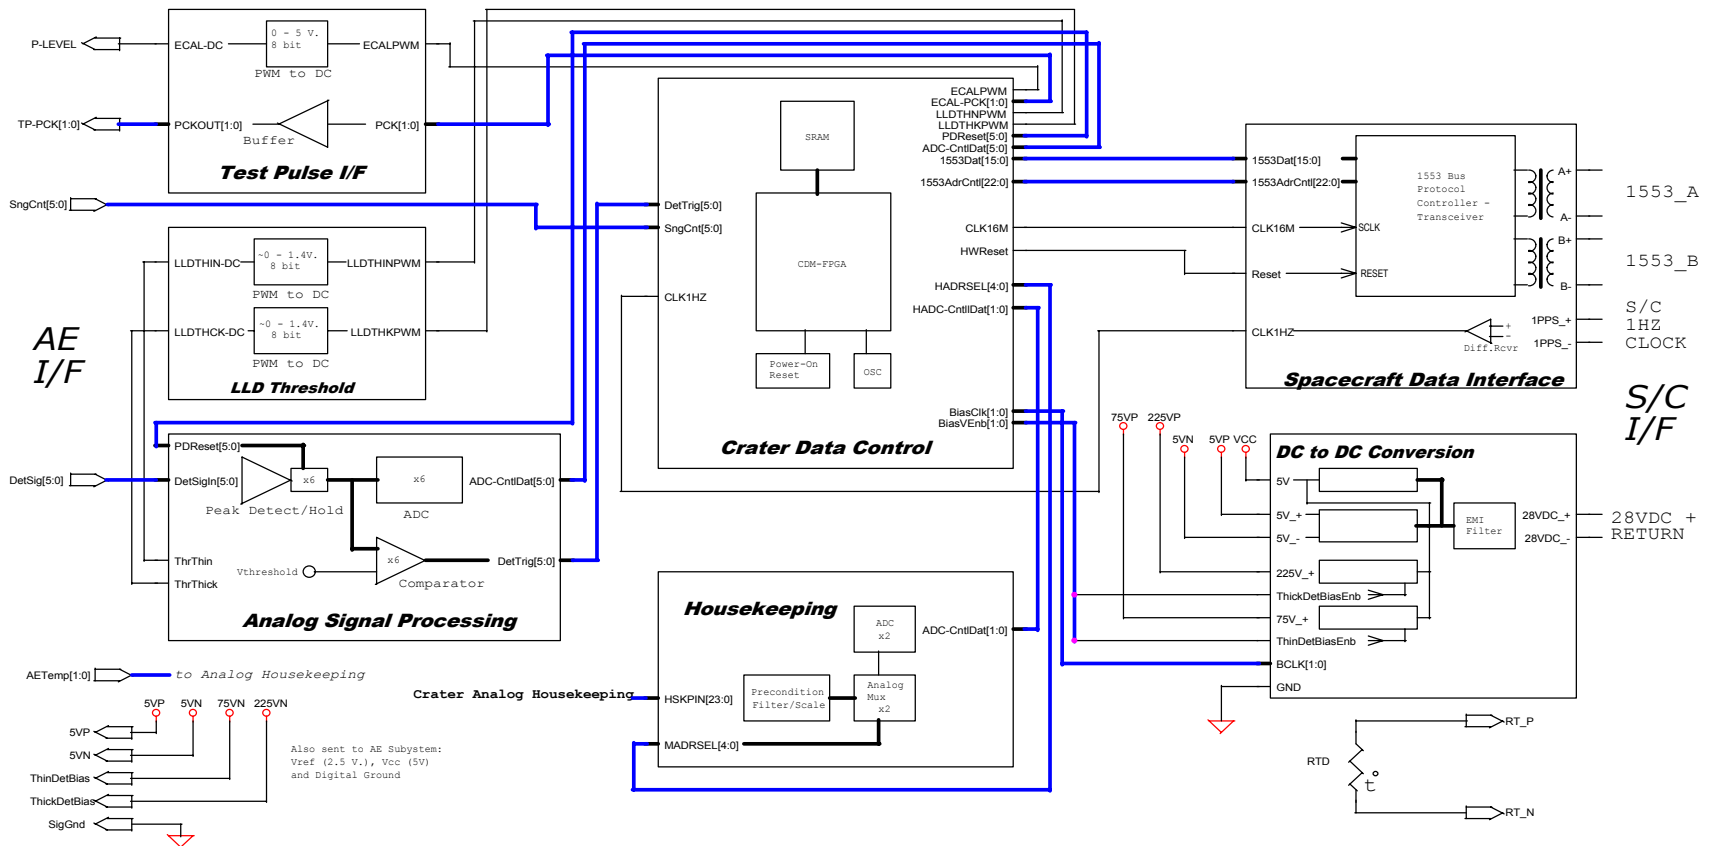 P-LEVEL
ECAL-DC
0 - 5 V.
8 bit
PWM to DC
ECALPWM
TP-PCK[1:0]
PCKOUT[1:0]
Buffer
PCK[1:0]
Test Pulse I/F
SngCnt[5:0]
LLDTHIN-DC
~0 - 1.4V.
8 bit
PWM to DC
LLDTHINPWM
LLDTHCK-DC
~0 - 1.4V.
8 bit
PWM to DC
LLDTHKPWM
LLD Threshold
AE
I/F
PDReset[5:0]
DetSig[5:0]
DetSigIn[5:0]
x6
Peak Detect/Hold
x6
ADC
ADC-CntlDat[5:0]
ThrThin
ThrThick
Vthreshold
x6
Comparator
DetTrig[5:0]
Analog Signal Processing
AETemp[1:0]
to Analog Housekeeping
5VP
5VN
75VN
225VN
5VP
5VN
ThinDetBias
ThickDetBias
SigGnd
Also sent to AE Subystem:
Vref (2.5 V.), Vcc (5V)
and Digital Ground
SRAM
CDM-FPGA
Power-On
Reset
OSC
DetTrig[5:0]
SngCnt[5:0]
CLK1HZ
ECALPWM
ECAL-PCK[1:0]
LLDTHNPWM
LLDTHKPWM
PDReset[5:0]
ADC-CntlDat[5:0]
1553Dat[15:0]
1553AdrCntl[22:0]
CLK16M
HWReset
HADRSEL[4:0]
HADC-CntllDat[1:0]
BiasClk[1:0]
BiasVEnb[1:0]
Crater Data Control
Housekeeping
ADC
x2
ADC-CntlDat[1:0]
Crater Analog Housekeeping
HSKPIN[23:0]
Precondition
Filter/Scale
Analog
Mux
x2
MADRSEL[4:0]
1553Dat[15:0]
1553AdrCntl[22:0]
CLK16M
Reset
CLK1HZ
1553 Bus
Protocol
Controller -
Transceiver
SCLK
RESET
A+
A-
B+
B-
1PPS_+
1PPS_-
+
-
Diff.Rcvr
Spacecraft Data Interface
1553_A
1553_B
S/C
1HZ
CLOCK
S/C
I/F
75VP
225VP
5VN
5VP
VCC
DC to DC Conversion
5V
5V_+
5V_-
225V_+
ThickDetBiasEnb
75V_+
ThinDetBiasEnb
BCLK[1:0]
GND
EMI
Filter
28VDC_+
28VDC_-
28VDC +
RETURN
RT_P
RTD
t°
RT_N